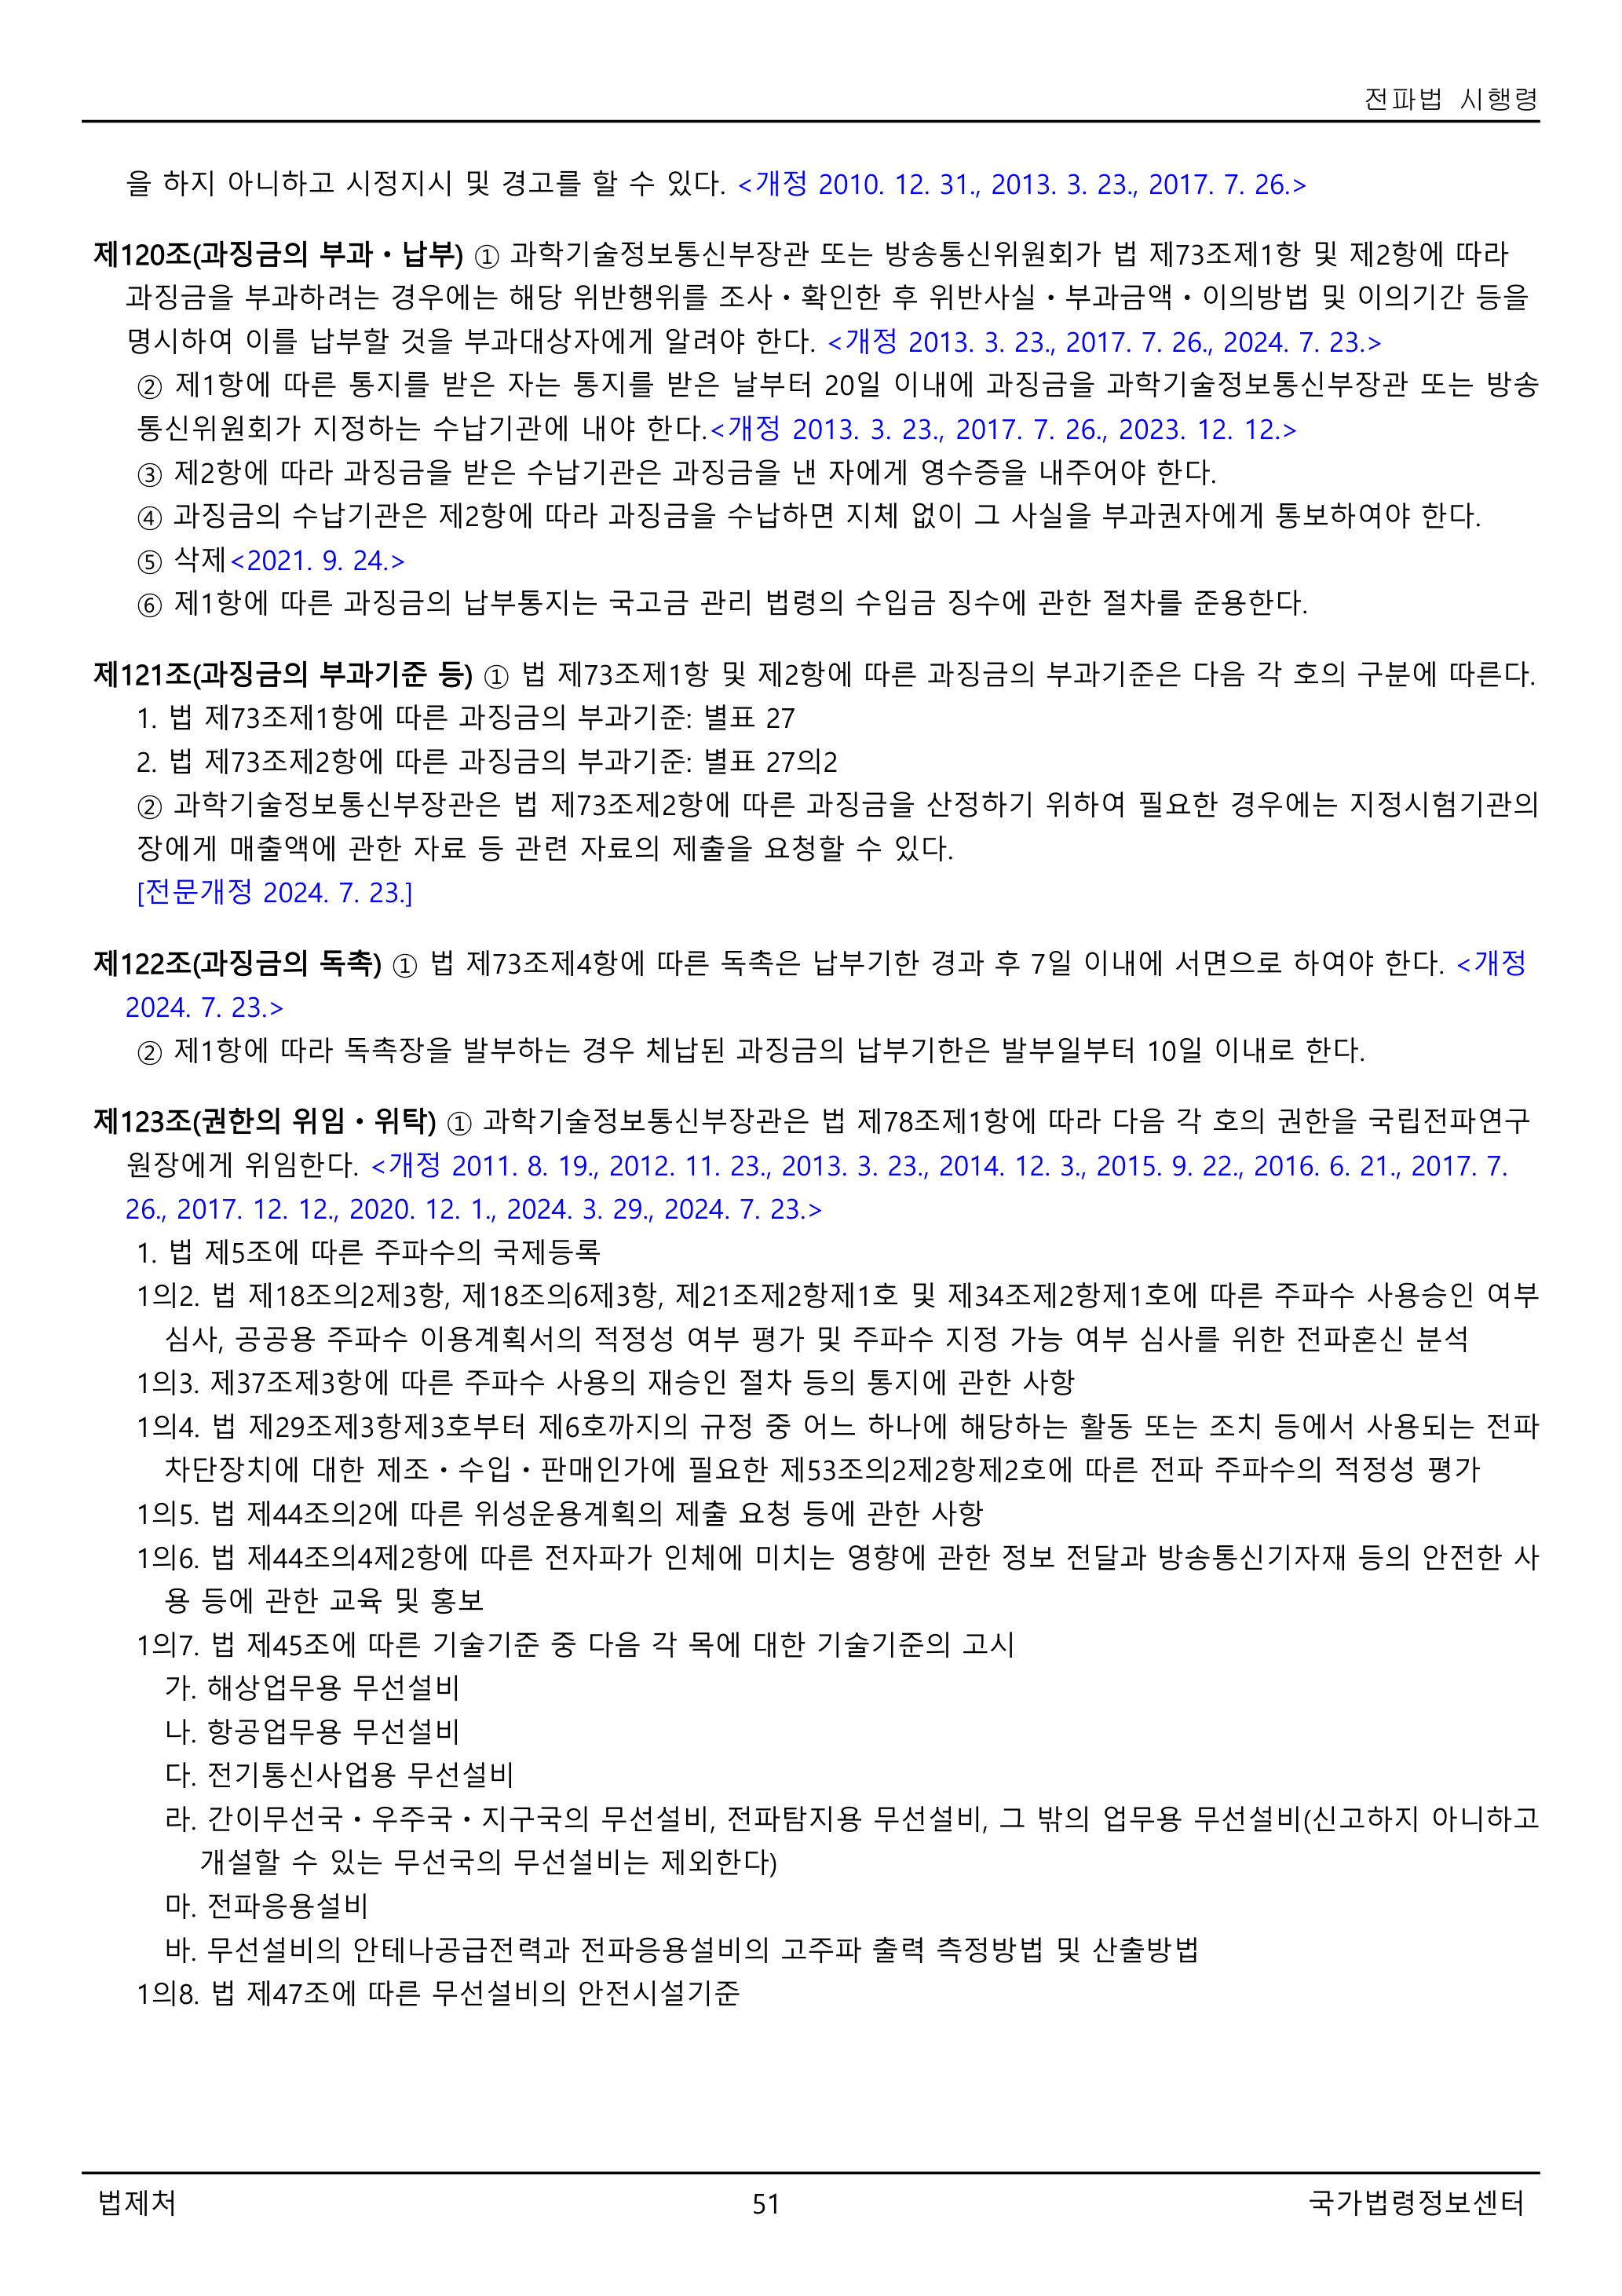 전파법 시행령
을 하지 아니하고 시정지시 및 경고를 할 수 있다. <개정 2010. 12. 31., 2013. 3. 23., 2017. 7. 26.>
제120조(과징금의 부과ㆍ납부) ① 과학기술정보통신부장관 또는 방송통신위원회가 법 제73조제1항 및 제2항에 따라
과징금을 부과하려는 경우에는 해당 위반행위를 조사ㆍ확인한 후 위반사실ㆍ부과금액ㆍ이의방법 및 이의기간 등을
명시하여 이를 납부할 것을 부과대상자에게 알려야 한다. <개정 2013. 3. 23., 2017. 7. 26., 2024. 7. 23.>
② 제1항에 따른 통지를 받은 자는 통지를 받은 날부터 20일 이내에 과징금을 과학기술정보통신부장관 또는 방송
통신위원회가 지정하는 수납기관에 내야 한다.<개정 2013. 3. 23., 2017. 7. 26., 2023. 12. 12.>
③ 제2항에 따라 과징금을 받은 수납기관은 과징금을 낸 자에게 영수증을 내주어야 한다.
④ 과징금의 수납기관은 제2항에 따라 과징금을 수납하면 지체 없이 그 사실을 부과권자에게 통보하여야 한다.
⑤ 삭제<2021. 9. 24.>
⑥ 제1항에 따른 과징금의 납부통지는 국고금 관리 법령의 수입금 징수에 관한 절차를 준용한다.
제121조(과징금의 부과기준 등) ① 법 제73조제1항 및 제2항에 따른 과징금의 부과기준은 다음 각 호의 구분에 따른다.
1. 법 제73조제1항에 따른 과징금의 부과기준: 별표 27
2. 법 제73조제2항에 따른 과징금의 부과기준: 별표 27의2
② 과학기술정보통신부장관은 법 제73조제2항에 따른 과징금을 산정하기 위하여 필요한 경우에는 지정시험기관의
장에게 매출액에 관한 자료 등 관련 자료의 제출을 요청할 수 있다.
[전문개정 2024. 7. 23.]
제122조(과징금의 독촉) ① 법 제73조제4항에 따른 독촉은 납부기한 경과 후 7일 이내에 서면으로 하여야 한다. <개정
2024. 7. 23.>
② 제1항에 따라 독촉장을 발부하는 경우 체납된 과징금의 납부기한은 발부일부터 10일 이내로 한다.
제123조(권한의 위임ㆍ위탁) ① 과학기술정보통신부장관은 법 제78조제1항에 따라 다음 각 호의 권한을 국립전파연구
원장에게 위임한다. <개정 2011. 8. 19., 2012. 11. 23., 2013. 3. 23., 2014. 12. 3., 2015. 9. 22., 2016. 6. 21., 2017. 7.
26., 2017. 12. 12., 2020. 12. 1., 2024. 3. 29., 2024. 7. 23.>
1. 법 제5조에 따른 주파수의 국제등록
1의2. 법 제18조의2제3항, 제18조의6제3항, 제21조제2항제1호 및 제34조제2항제1호에 따른 주파수 사용승인 여부
심사, 공공용 주파수 이용계획서의 적정성 여부 평가 및 주파수 지정 가능 여부 심사를 위한 전파혼신 분석
1의3. 제37조제3항에 따른 주파수 사용의 재승인 절차 등의 통지에 관한 사항
1의4. 법 제29조제3항제3호부터 제6호까지의 규정 중 어느 하나에 해당하는 활동 또는 조치 등에서 사용되는 전파
차단장치에 대한 제조ㆍ수입ㆍ판매인가에 필요한 제53조의2제2항제2호에 따른 전파 주파수의 적정성 평가
1의5. 법 제44조의2에 따른 위성운용계획의 제출 요청 등에 관한 사항
1의6. 법 제44조의4제2항에 따른 전자파가 인체에 미치는 영향에 관한 정보 전달과 방송통신기자재 등의 안전한 사
용 등에 관한 교육 및 홍보
1의7. 법 제45조에 따른 기술기준 중 다음 각 목에 대한 기술기준의 고시
가. 해상업무용 무선설비
나. 항공업무용 무선설비
다. 전기통신사업용 무선설비
라. 간이무선국ㆍ우주국ㆍ지구국의 무선설비, 전파탐지용 무선설비, 그 밖의 업무용 무선설비(신고하지 아니하고
개설할 수 있는 무선국의 무선설비는 제외한다)
마. 전파응용설비
바. 무선설비의 안테나공급전력과 전파응용설비의 고주파 출력 측정방법 및 산출방법
1의8. 법 제47조에 따른 무선설비의 안전시설기준
법제처 51 국가법령정보센터